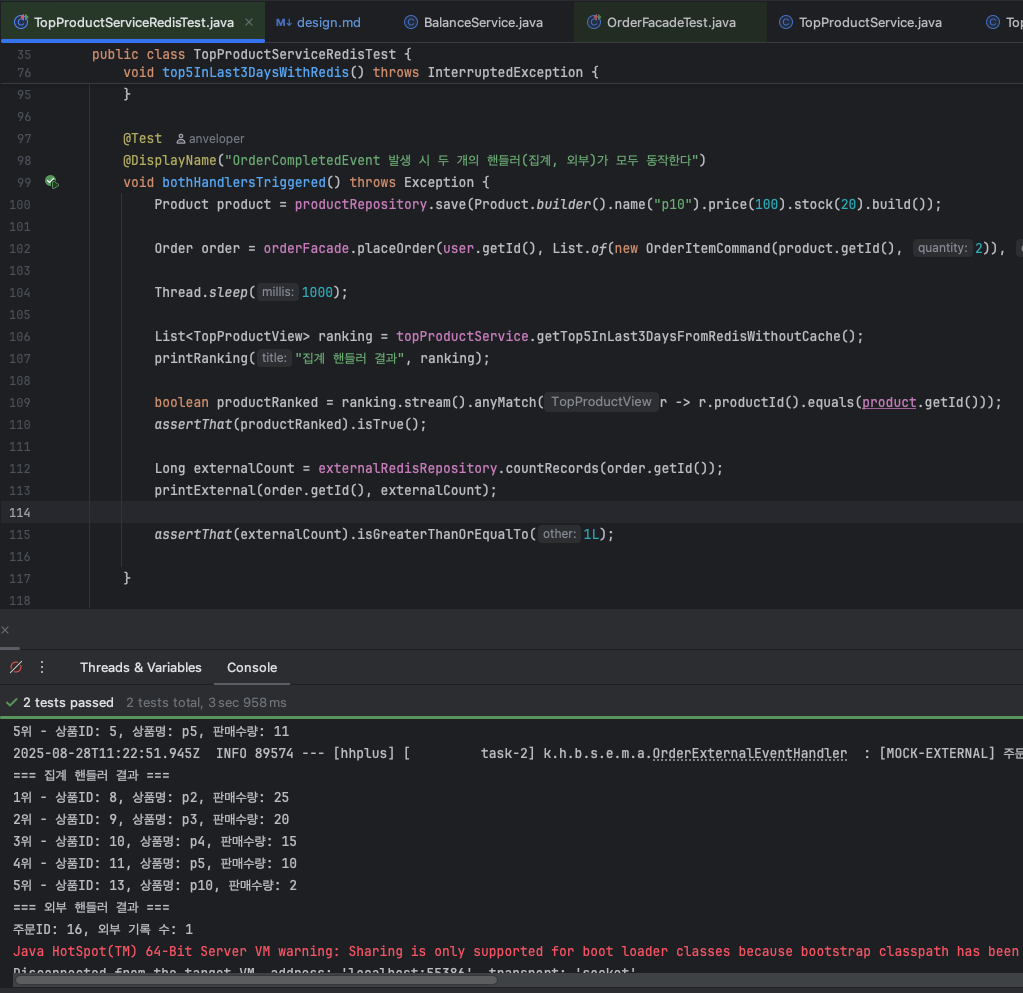 TopProductServiceRedisTest.java × M↓ design.md BalanceService.java OrderFacadeTest.java TopProductService.java
35 public class TopProductServiceRedisTest {
76 void top5InLast3DaysWithRedis() throws InterruptedException {
95 }
96
97 @Test anveloper
98 @DisplayName("OrderCompletedEvent 발생 시 두 개의 핸들러(집계, 외부)가 모두 동작한다")
99 void bothHandlersTriggered() throws Exception {
100 Product product = productRepository.save(Product.builder().name("p10").price(100).stock(20).build());
101
102 Order order = orderFacade.placeOrder(user.getId(), List.of(new OrderItemCommand(product.getId(), quantity: 2)),
103
104 Thread.sleep( millis: 1000);
105
106 List<TopProductView> ranking = topProductService.getTop5InLast3DaysFromRedisWithoutCache();
107 printRanking( title: "집계 핸들러 결과", ranking);
108
109 boolean productRanked = ranking.stream().anyMatch( TopProductView r -> r.productId().equals(product.getId()));
110 assertThat(productRanked).isTrue();
111
112 Long externalCount = externalRedisRepository.countRecords(order.getId());
113 printExternal(order.getId(), externalCount);
114
115 assertThat(externalCount).isGreaterThanOrEqualTo( other: 1L);
116
117 }
118
×
Threads & Variables Console
2 tests passed 2 tests total, 3 sec 958 ms
5위 - 상품ID: 5, 상품명: p5, 판매수량: 11
2025-08-28T11:22:51.945Z INFO 89574 --- [hhplus] [ task-2] k.h.b.s.e.m.a.OrderExternalEventHandler : [MOCK-EXTERNAL] 주문
=== 집계 핸들러 결과 ===
1위 - 상품ID: 8, 상품명: p2, 판매수량: 25
2위 - 상품ID: 9, 상품명: p3, 판매수량: 20
3위 - 상품ID: 10, 상품명: p4, 판매수량: 15
4위 - 상품ID: 11, 상품명: p5, 판매수량: 10
5위 - 상품ID: 13, 상품명: p10, 판매수량: 2
=== 외부 핸들러 결과 ===
주문ID: 16, 외부 기록 수: 1
Java HotSpot(TM) 64-Bit Server VM warning: Sharing is only supported for boot loader classes because bootstrap classpath has been
Disconnected from the target VM, address: 'localhost:55386', transport: 'socket'